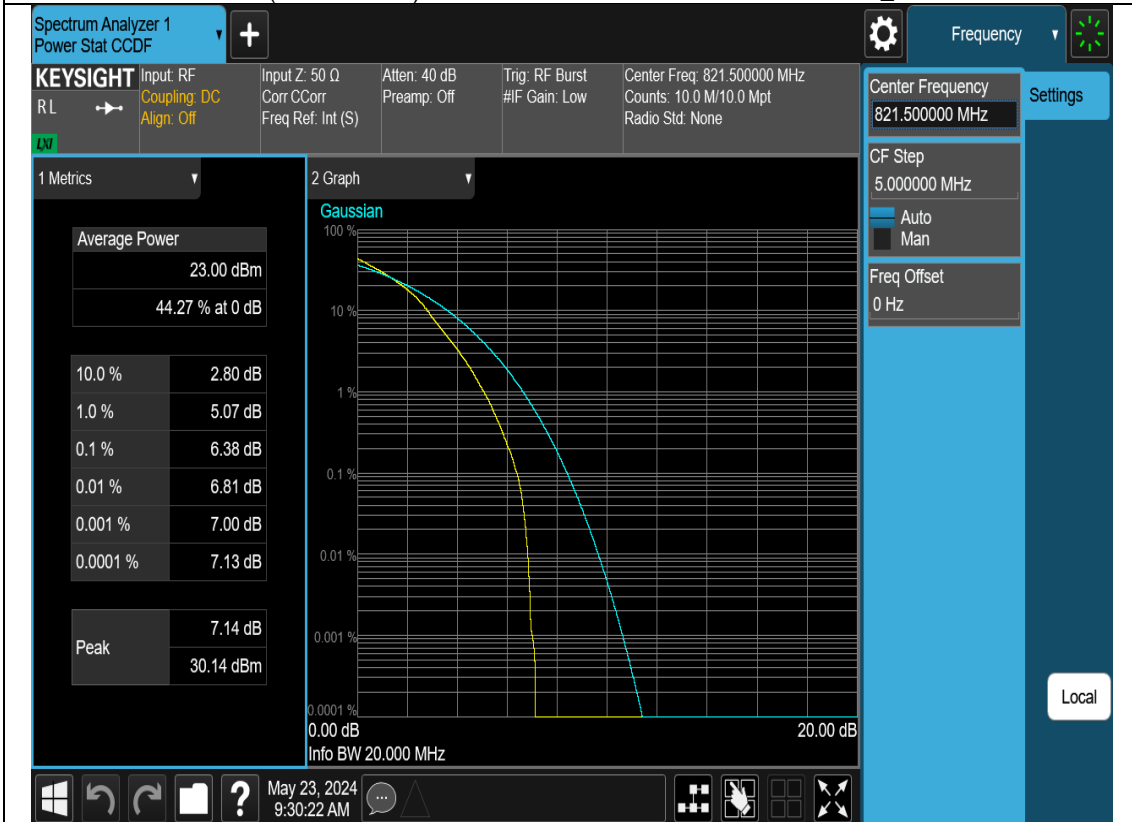 Spectrum Analyzer 1
Power Stat CCDF
Frequency
KEYSIGHT
RL
LXI
Input: RF
Coupling: DC
Align: Off
Input Z: 50 Ω
Corr CCorr
Freq Ref: Int (S)
Atten: 40 dB
Preamp: Off
Trig: RF Burst
#IF Gain: Low
Center Freq: 821.500000 MHz
Counts: 10.0 M/10.0 Mpt
Radio Std: None
Center Frequency
821.500000 MHz
Settings
CF Step
5.000000 MHz
Auto
Man
Freq Offset
0 Hz
Local
1 Metrics
Average Power
23.00 dBm
44.27 % at 0 dB
10.0 % 2.80 dB
1.0 % 5.07 dB
0.1 % 6.38 dB
0.01 % 6.81 dB
0.001 % 7.00 dB
0.0001 % 7.13 dB
Peak 7.14 dB
30.14 dBm
2 Graph
Gaussian
100 %
10 %
1 %
0.1 %
0.01 %
0.001 %
0.0001 %
0.00 dB 20.00 dB
Info BW 20.000 MHz
May 23, 2024
9:30:22 AM